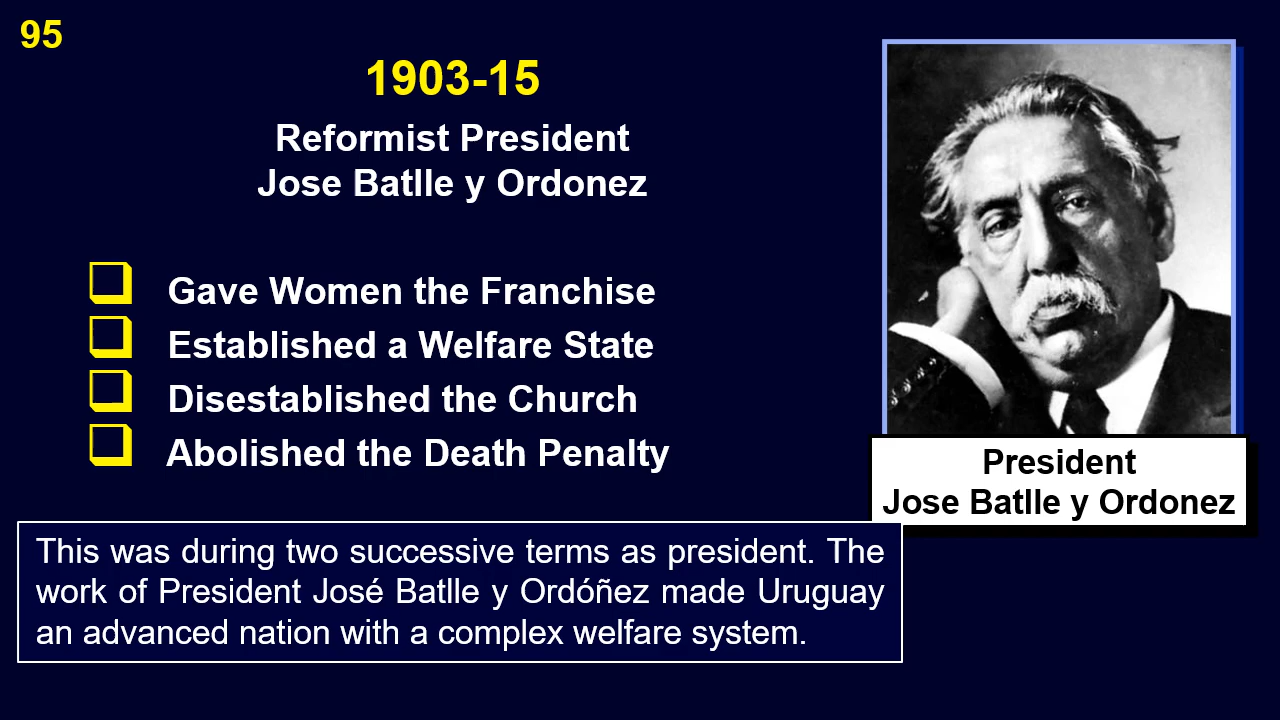 95
1903-15
Reformist President
Jose Batlle y Ordonez
Gave Women the Franchise
Established a Welfare State
Disestablished the Church
Abolished the Death Penalty
President
Jose Batlle y Ordonez
This was during two successive terms as president. The
work of President José Batlle y Ordóñez made Uruguay
an advanced nation with a complex welfare system.